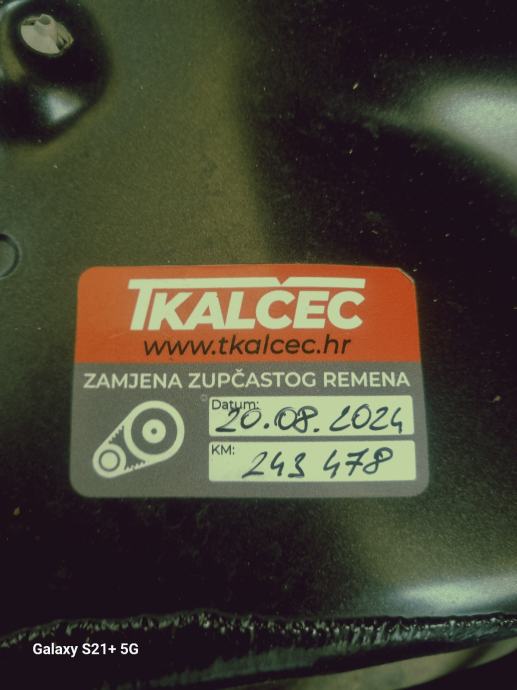 TKALCEC
www.tkalcec.hr
ZAMJENA ZUPČASTOG REMENA
Datum: 20.08.2024
KM: 243 478
Galaxy S21+ 5G